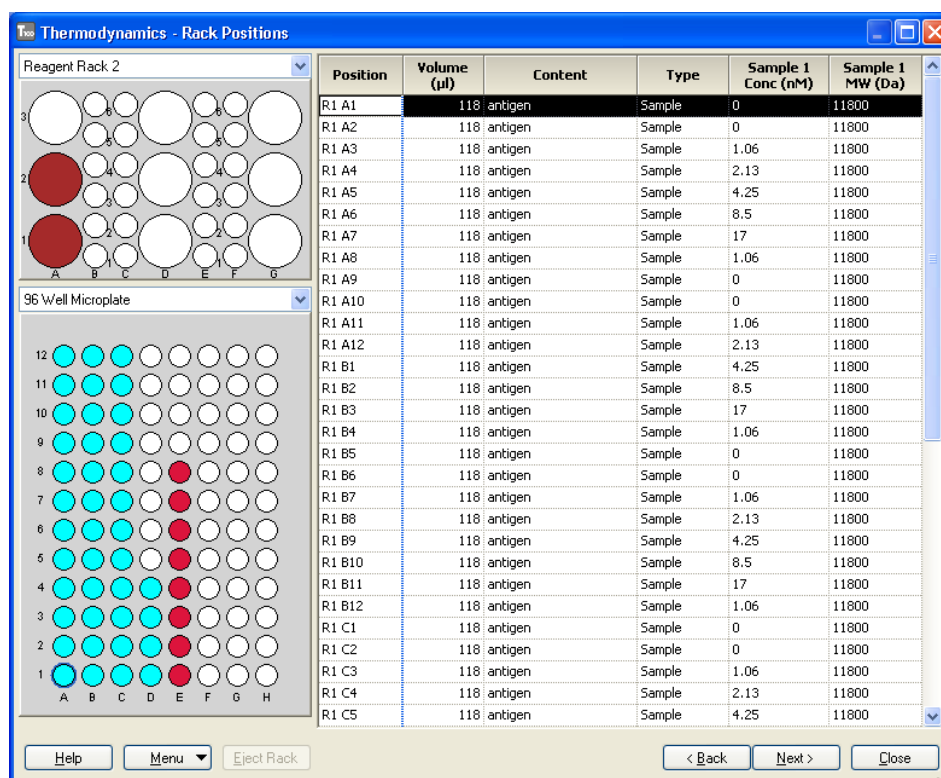 T100 Thermodynamics - Rack Positions
Reagent Rack 2
3 6 6
5 5
2 4 4
3 3
1 2 2
1 1
A B C D E F G
96 Well Microplate
12
11
10
9
8
7
6
5
4
3
2
1
A B C D E F G H
Position Volume (µl) Content Type Sample 1 Conc (nM) Sample 1 MW (Da)
R1 A1 118 antigen Sample 0 11800
R1 A2 118 antigen Sample 0 11800
R1 A3 118 antigen Sample 1.06 11800
R1 A4 118 antigen Sample 2.13 11800
R1 A5 118 antigen Sample 4.25 11800
R1 A6 118 antigen Sample 8.5 11800
R1 A7 118 antigen Sample 17 11800
R1 A8 118 antigen Sample 1.06 11800
R1 A9 118 antigen Sample 0 11800
R1 A10 118 antigen Sample 0 11800
R1 A11 118 antigen Sample 1.06 11800
R1 A12 118 antigen Sample 2.13 11800
R1 B1 118 antigen Sample 4.25 11800
R1 B2 118 antigen Sample 8.5 11800
R1 B3 118 antigen Sample 17 11800
R1 B4 118 antigen Sample 1.06 11800
R1 B5 118 antigen Sample 0 11800
R1 B6 118 antigen Sample 0 11800
R1 B7 118 antigen Sample 1.06 11800
R1 B8 118 antigen Sample 2.13 11800
R1 B9 118 antigen Sample 4.25 11800
R1 B10 118 antigen Sample 8.5 11800
R1 B11 118 antigen Sample 17 11800
R1 B12 118 antigen Sample 1.06 11800
R1 C1 118 antigen Sample 0 11800
R1 C2 118 antigen Sample 0 11800
R1 C3 118 antigen Sample 1.06 11800
R1 C4 118 antigen Sample 2.13 11800
R1 C5 118 antigen Sample 4.25 11800
Help Menu Eject Rack < Back Next > Close